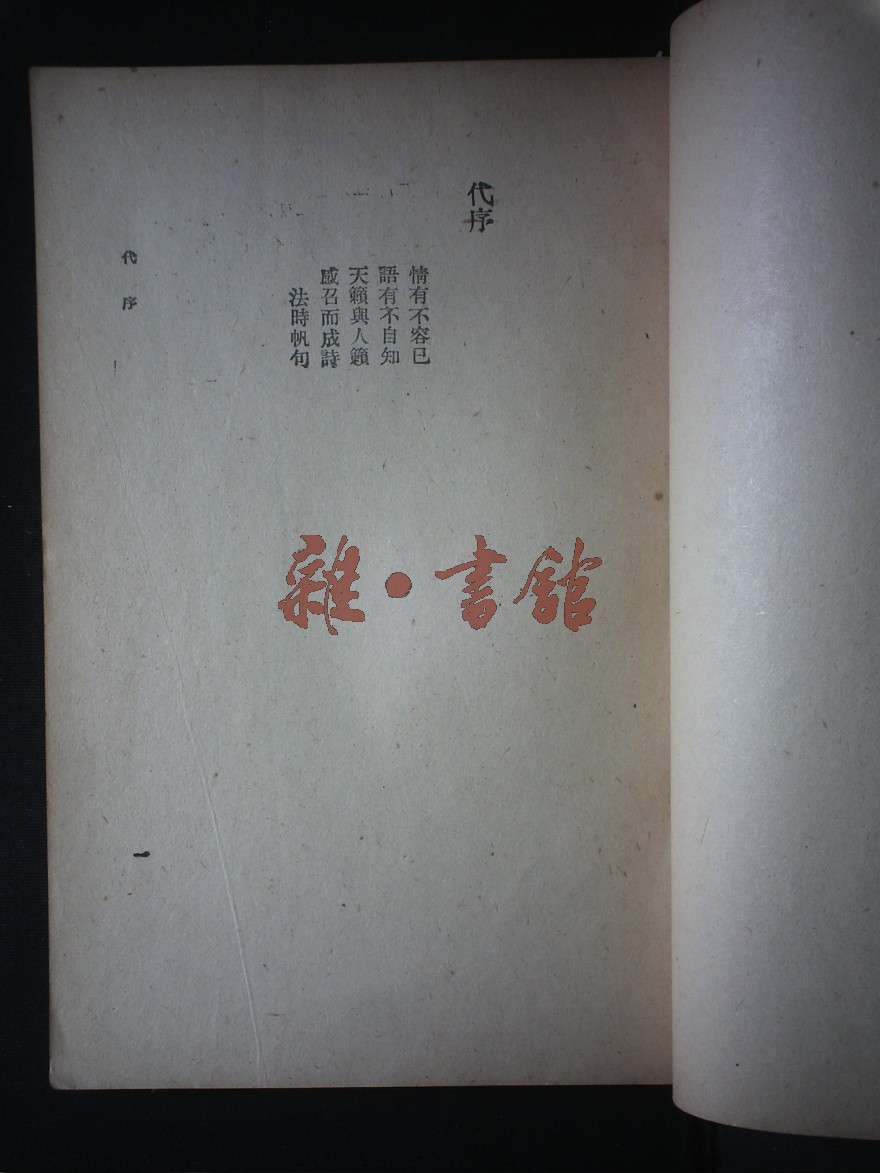 代序
情有不容已
語有不自知
天籟與人籟
感召而成詩
法時帆句
代序
一
雜•書館